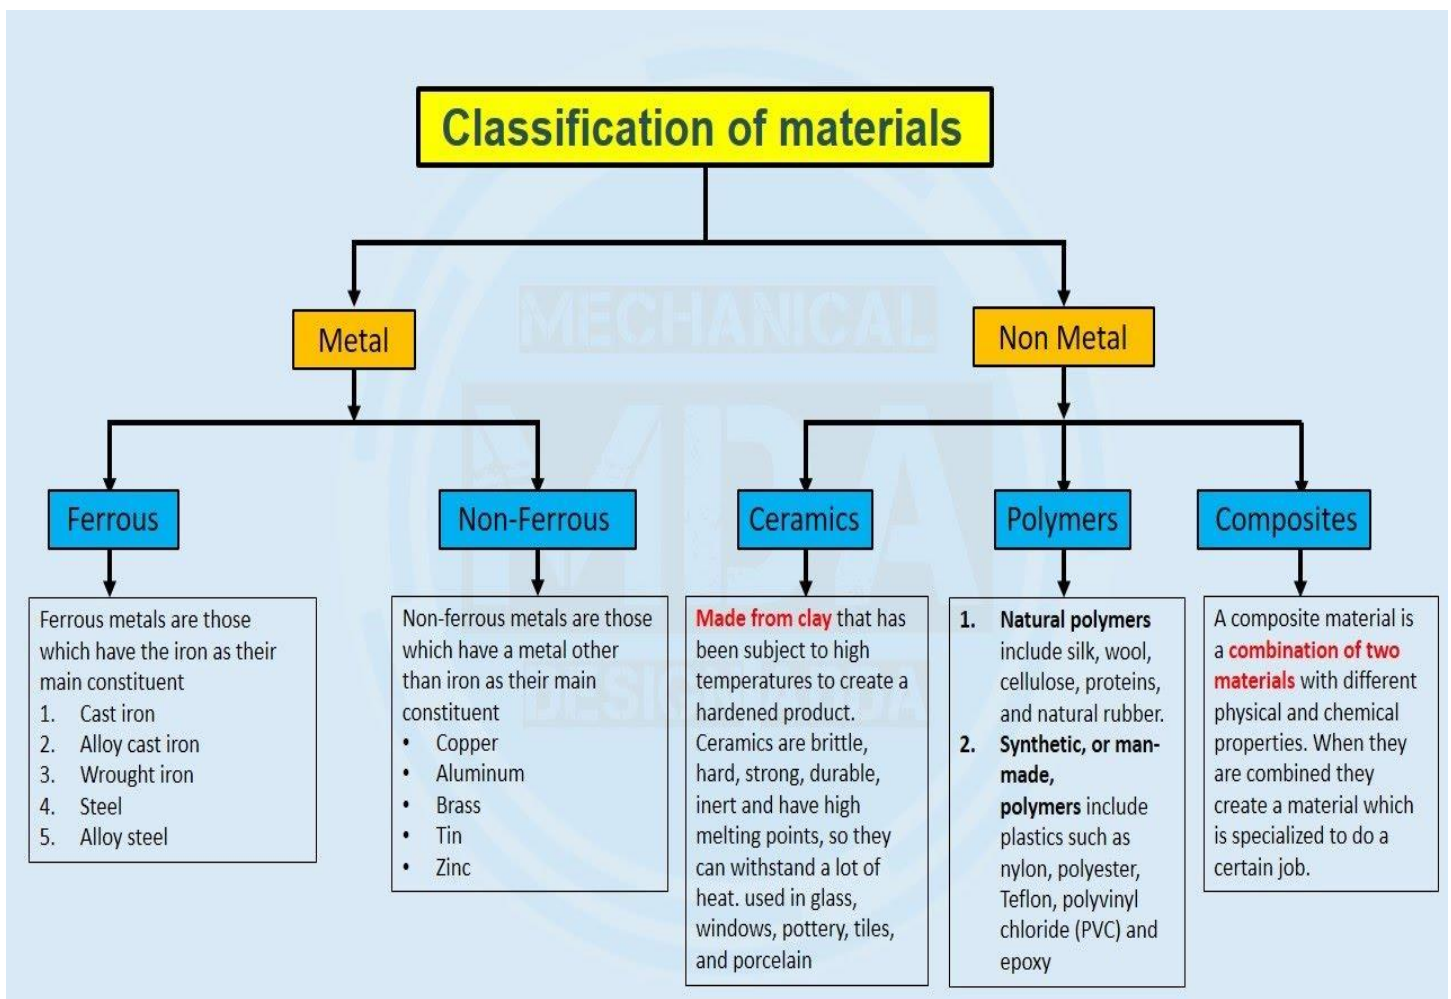 Classification of materials
Metal
Non Metal
Ferrous
Non-Ferrous
Ceramics
Polymers
Composites
Ferrous metals are those
which have the iron as their
main constituent
1. Cast iron
2. Alloy cast iron
3. Wrought iron
4. Steel
5. Alloy steel
Non-ferrous metals are those
which have a metal other
than iron as their main
constituent
• Copper
• Aluminum
• Brass
• Tin
• Zinc
Made from clay that has
been subject to high
temperatures to create a
hardened product.
Ceramics are brittle,
hard, strong, durable,
inert and have high
melting points, so they
can withstand a lot of
heat. used in glass,
windows, pottery, tiles,
and porcelain
1. Natural polymers
include silk, wool,
cellulose, proteins,
and natural rubber.
2. Synthetic, or man-
made,
polymers include
plastics such as
nylon, polyester,
Teflon, polyvinyl
chloride (PVC) and
epoxy
A composite material is
a combination of two
materials with different
physical and chemical
properties. When they
are combined they
create a material which
is specialized to do a
certain job.
MECHANICAL
MDA
DESIGN